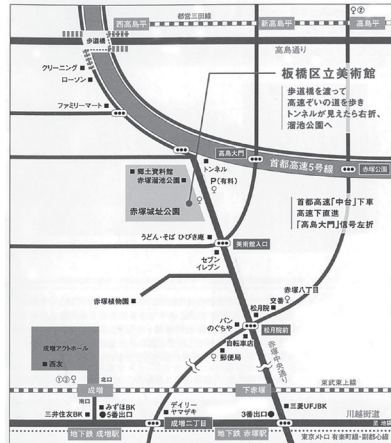 都営三田線
西高島平
新高島平
高島平
②
歩道橋
高島通り
クリーニング
ローソン
ファミリーマート
板橋区立美術館
歩道橋を渡って
高速ぞいの道を歩き
トンネルが見えたら右折、
溜池公園へ
高島大門
首都高速5号線
赤塚公園
トンネル
郷土資料館
赤塚溜池公園
P(有料)
赤塚城址公園
首都高速「中台」下車
高速下直進
「高島大門」信号左折
うどん・そば ひびき庵
美術館入口
セブン
イレブン
赤塚植物園
赤塚八丁目
交番
松月院
パン
のぐちや
松月院前
自転車店
郵便局
赤塚中央通り
成増アクトホール
西友
①③
北口
成増
南口
下赤塚
東武東上線
三井住友BK
みずほBK
5番出口
デイリー
ヤマザキ
3番出口
三菱UFJBK
川越街道
成増二丁目
地下鉄 成増駅
地下鉄 赤塚駅
東京メトロ 有楽町線・副都心線